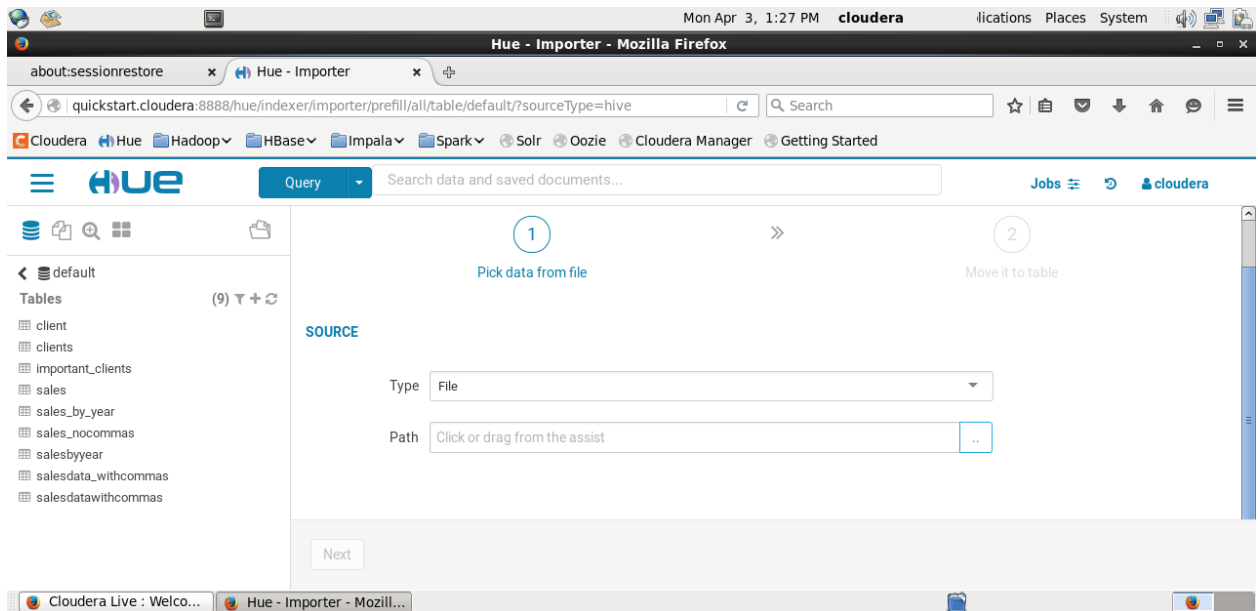 Mon Apr 3, 1:27 PM cloudera lications Places System
Hue - Importer - Mozilla Firefox
about:sessionrestore × Hue - Importer ×
quickstart.cloudera:8888/hue/indexer/importer/prefill/all/table/default/?sourceType=hive Search
Cloudera Hue Hadoop HBase Impala Spark Solr Oozie Cloudera Manager Getting Started
HUE Query Search data and saved documents... Jobs cloudera
1 » 2
Pick data from file Move it to table
default
Tables (9)
client
clients
important_clients
sales
sales_by_year
sales_nocommas
salesbyyear
salesdata_withcommas
salesdatawithcommas
SOURCE
Type File
Path Click or drag from the assist ..
Next
Cloudera Live : Welco... Hue - Importer - Mozill...